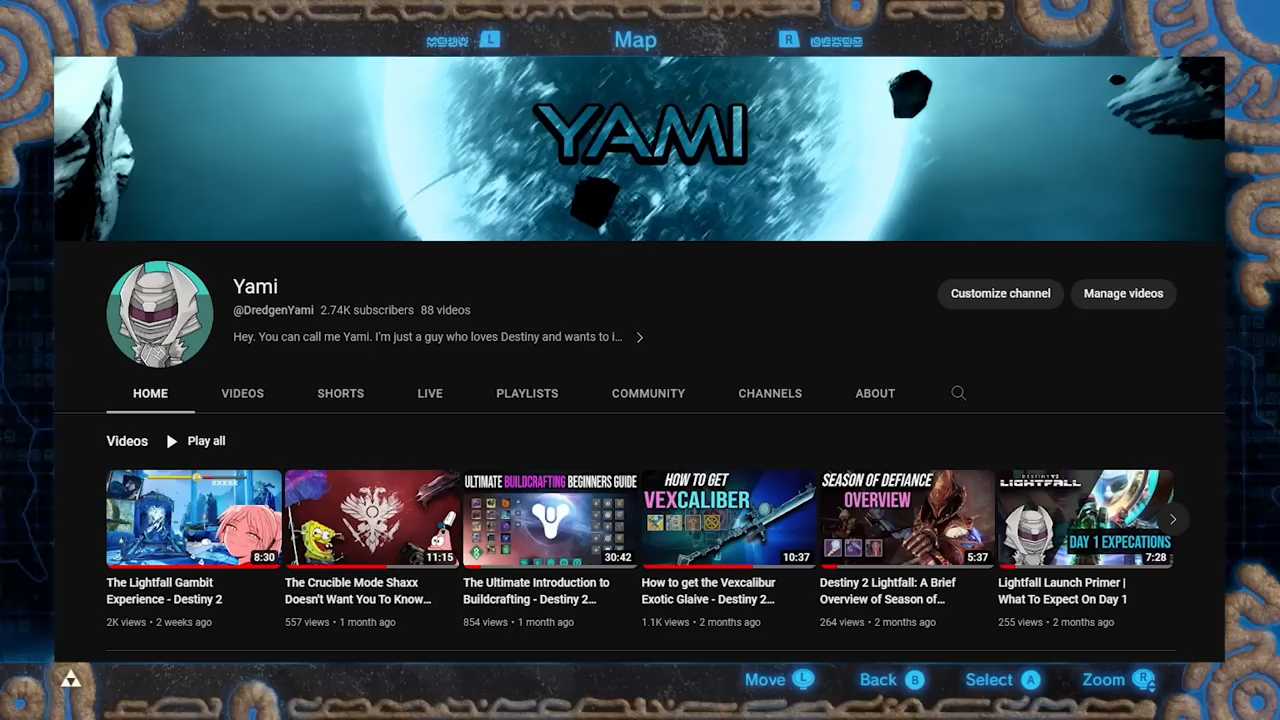 L Map R
YAMI
Yami
@DredgenYami 2.74K subscribers 88 videos
Customize channel Manage videos
Hey. You can call me Yami. I'm just a guy who loves Destiny and wants to i...
HOME VIDEOS SHORTS LIVE PLAYLISTS COMMUNITY CHANNELS ABOUT
Videos Play all
XXXXX
8:30
11:15
ULTIMATE BUILDCRAFTING BEGINNERS GUIDE
30:42
HOW TO GET
VEXCALIBER
10:37
SEASON OF DEFIANCE
OVERVIEW
5:37
LIGHTFALL
DAY 1 EXPECATIONS
7:28
The Lightfall Gambit
Experience - Destiny 2
2K views • 2 weeks ago
The Crucible Mode Shaxx
Doesn't Want You To Know...
557 views • 1 month ago
The Ultimate Introduction to
Buildcrafting - Destiny 2...
854 views • 1 month ago
How to get the Vexcalibur
Exotic Glaive - Destiny 2...
1.1K views • 2 months ago
Destiny 2 Lightfall: A Brief
Overview of Season of...
264 views • 2 months ago
Lightfall Launch Primer |
What To Expect On Day 1
255 views • 2 months ago
Move L Back B Select A Zoom R